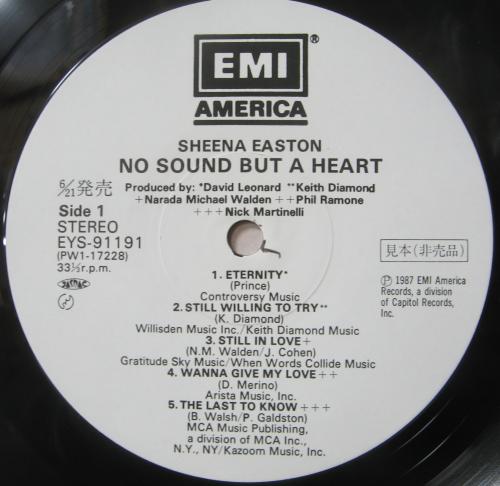 EMI®
AMERICA
SHEENA EASTON
NO SOUND BUT A HEART
6/21発売
Produced by: *David Leonard **Keith Diamond
+Narada Michael Walden ++Phil Ramone
+++Nick Martinelli
Side 1
STEREO
EYS-91191
(PW1-17228)
33⅓r.p.m.
JASRAC
見本(非売品)
Ⓟ1987 EMI America
Records, a division
of Capitol Records,
Inc.
1. ETERNITY*
(Prince)
Controversy Music
2. STILL WILLING TO TRY**
(K. Diamond)
Willisden Music Inc./Keith Diamond Music
3. STILL IN LOVE+
(N.M. Walden/J. Cohen)
Gratitude Sky Music/When Words Collide Music
4. WANNA GIVE MY LOVE++
(D. Merino)
Arista Music, Inc.
5. THE LAST TO KNOW+++
(B. Walsh/P. Galdston)
MCA Music Publishing,
a division of MCA Inc.,
N.Y., NY/Kazoom Music, Inc.